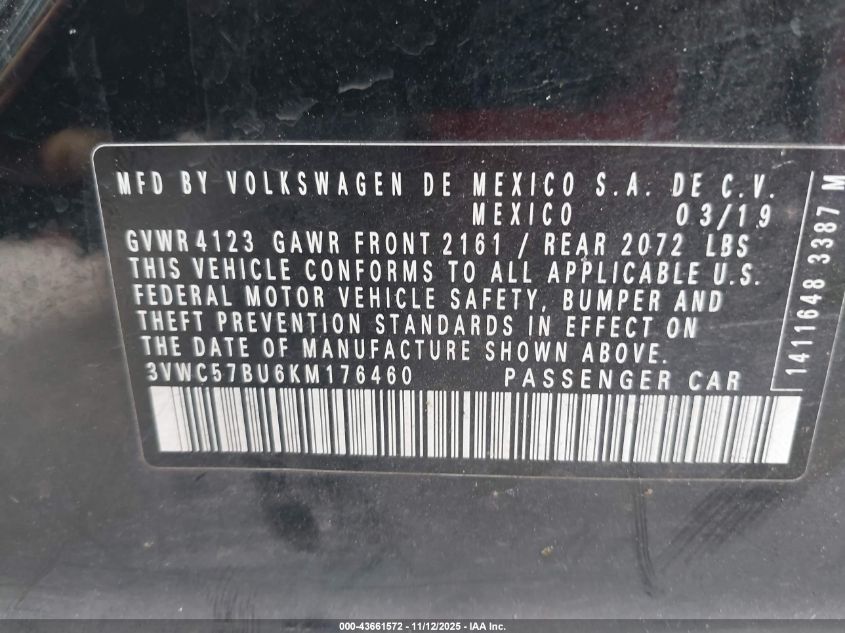 MFD BY VOLKSWAGEN DE MEXICO S.A. DE C.V.
MEXICO 03/19
GVWR 4123 GAWR FRONT 2161 / REAR 2072 LBS
THIS VEHICLE CONFORMS TO ALL APPLICABLE U.S.
FEDERAL MOTOR VEHICLE SAFETY, BUMPER AND
THEFT PREVENTION STANDARDS IN EFFECT ON
THE DATE OF MANUFACTURE SHOWN ABOVE.
3VWC57BU6KM176460 PASSENGER CAR
1411648 3387 M
000-43661572 - 11/12/2025 - IAA Inc.